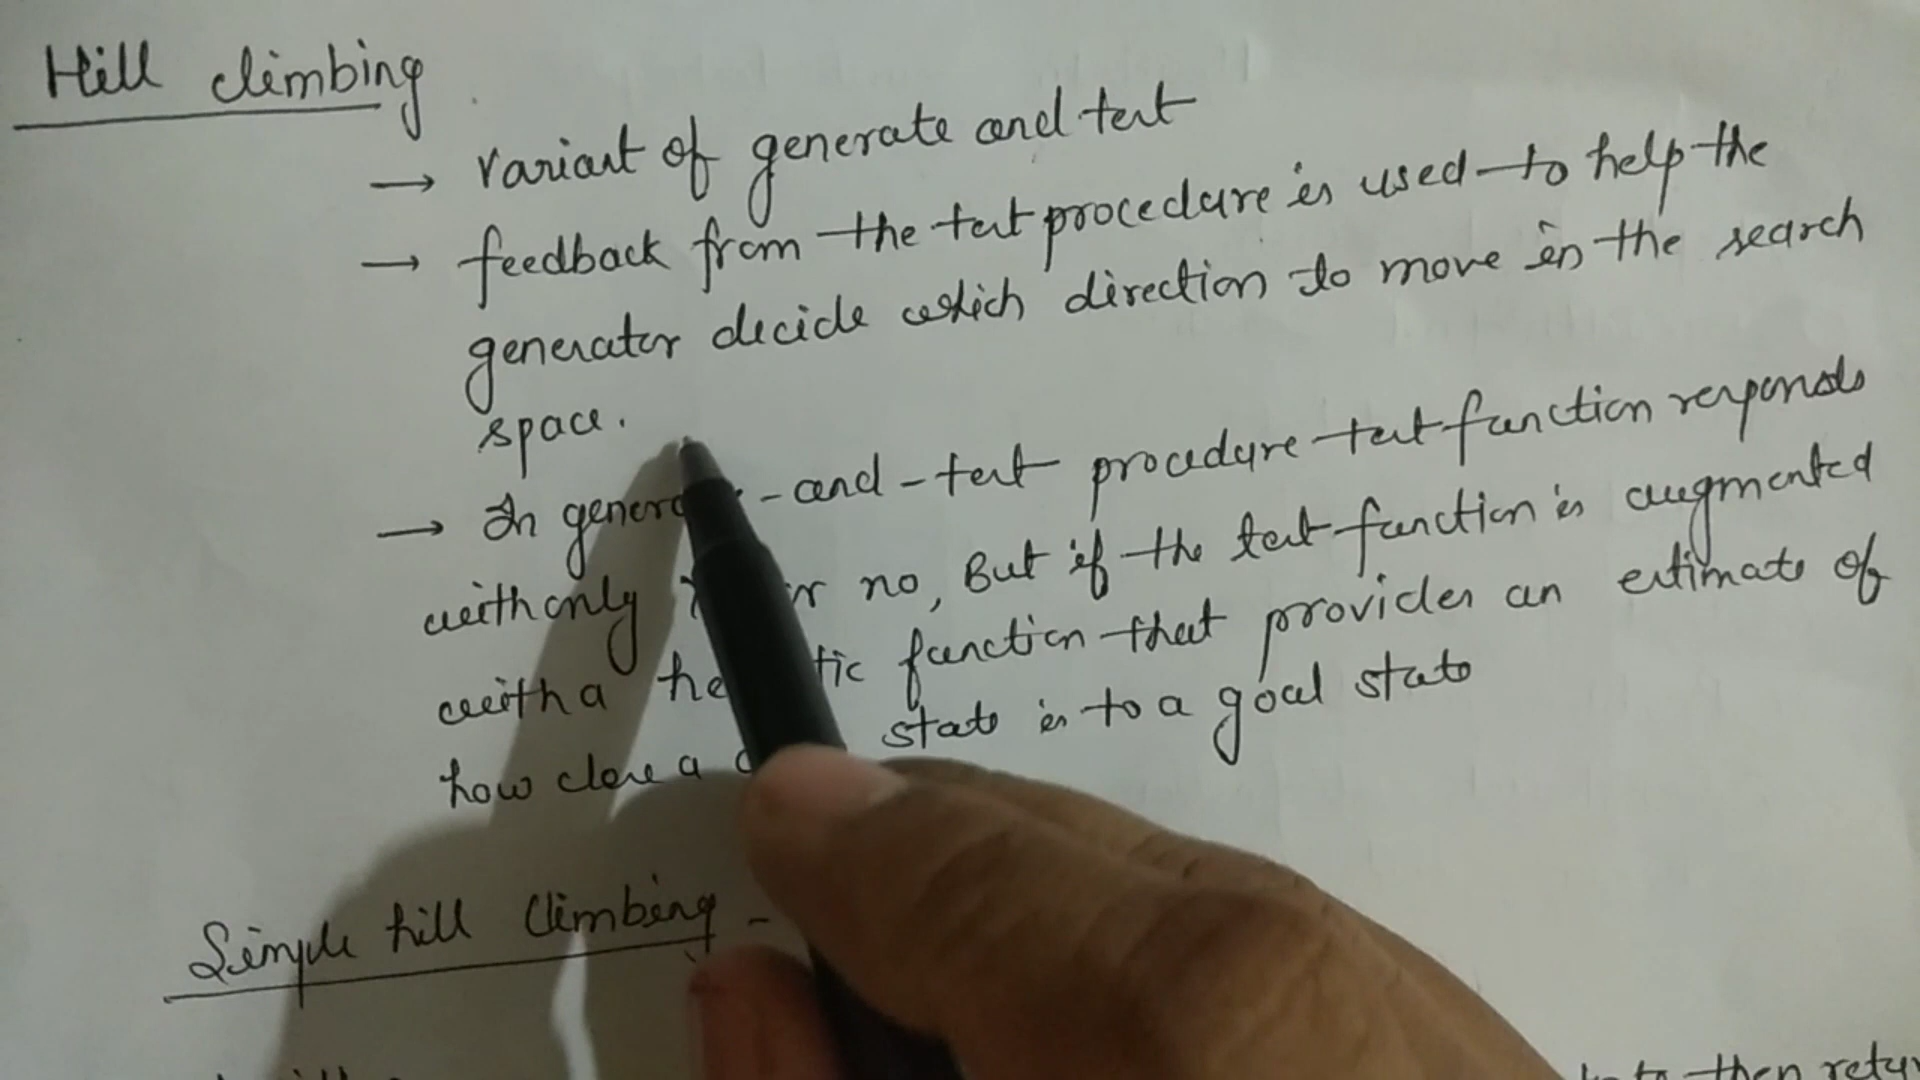 Hill climbing
→ variant of generate and test
→ feedback from the test procedure is used to help the
generator decide which direction to move in the search
space.
→ In - and - test procedure test function responds
with only no, But if the test function is augmented
with a function that provides an estimate of
how close a state is to a goal state
Simple hill Climbing -
then